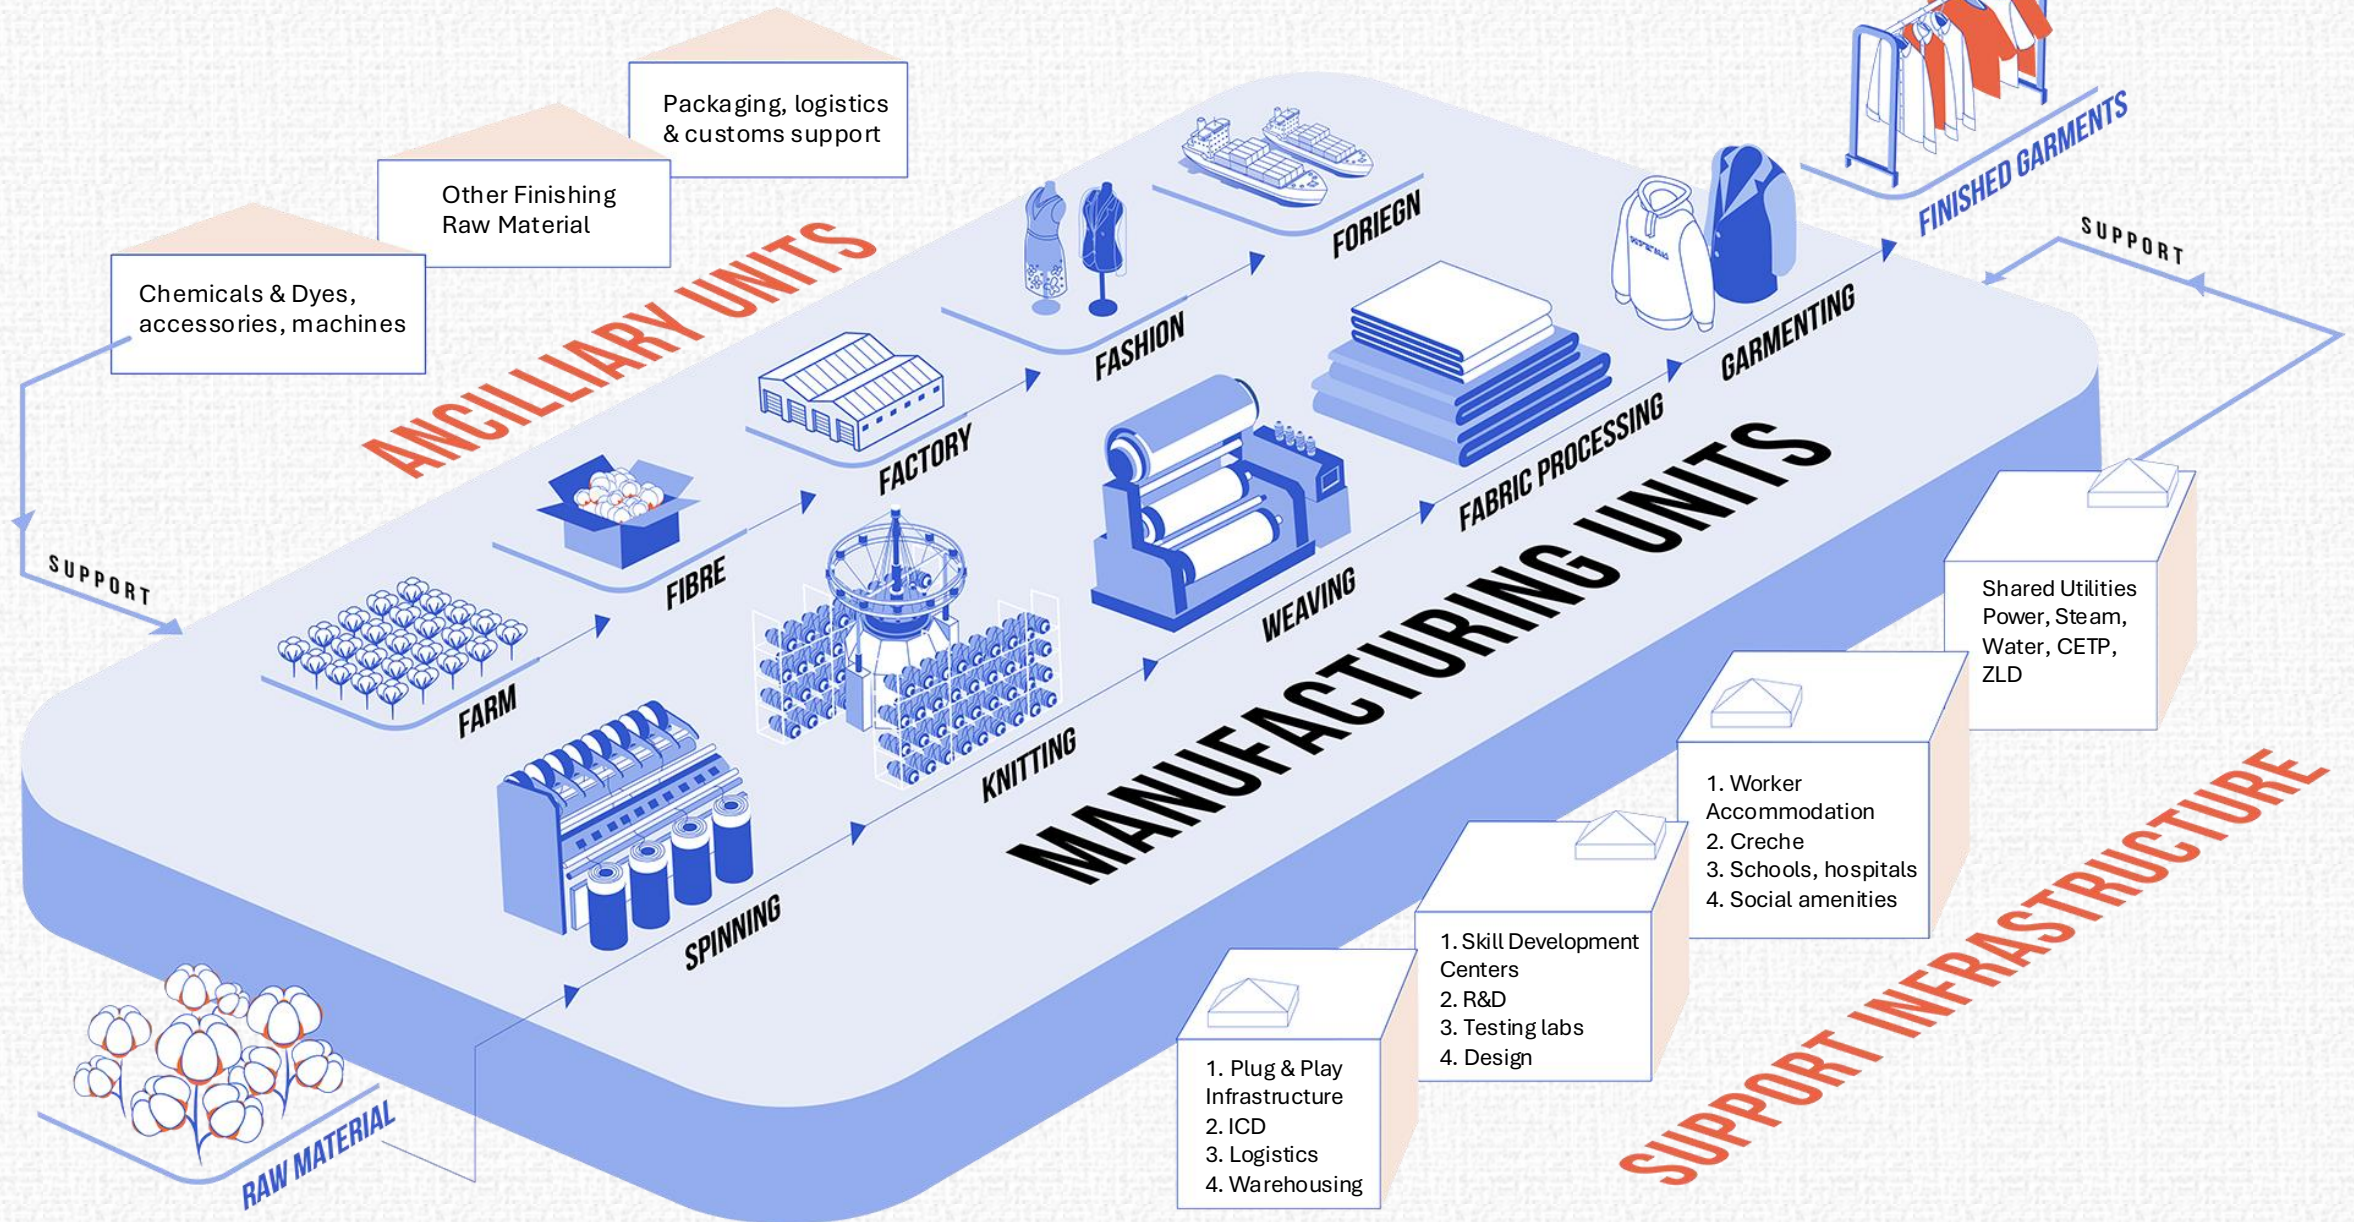 Packaging, logistics
& customs support
Other Finishing
Raw Material
Chemicals & Dyes,
accessories, machines
ANCILLIARY UNITS
SUPPORT
FARM
FIBRE
FACTORY
FASHION
FORIEGN
RAW MATERIAL
SPINNING
KNITTING
WEAVING
FABRIC PROCESSING
GARMENTING
FINISHED GARMENTS
MANUFACTURING UNITS
SUPPORT
Shared Utilities
Power, Steam,
Water, CETP,
ZLD
1. Worker
Accommodation
2. Creche
3. Schools, hospitals
4. Social amenities
1. Skill Development
Centers
2. R&D
3. Testing labs
4. Design
1. Plug & Play
Infrastructure
2. ICD
3. Logistics
4. Warehousing
SUPPORT INFRASTRUCTURE